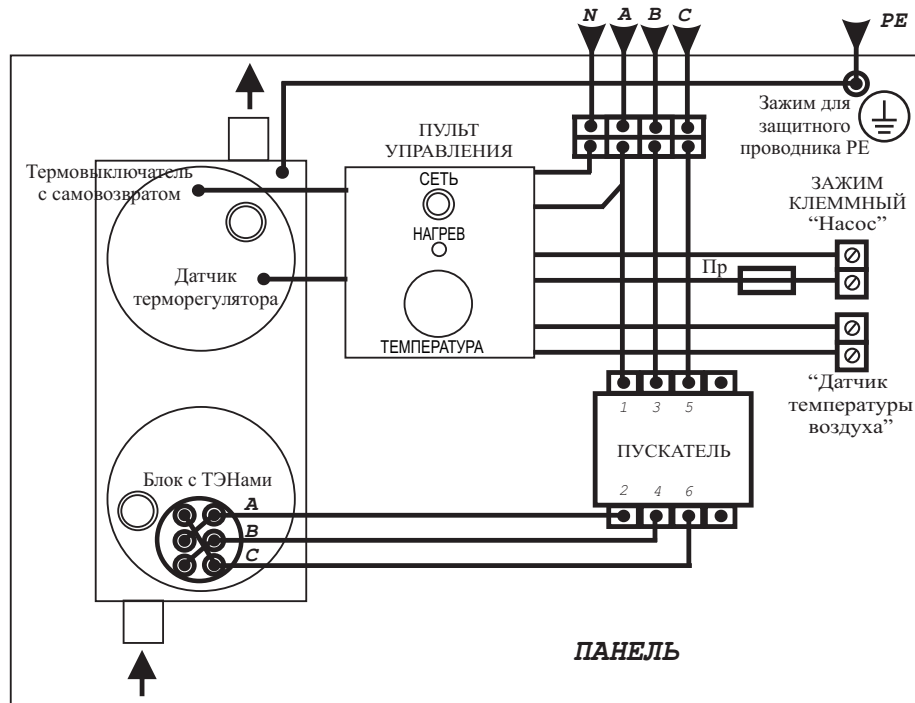 N A B C PE
Зажим для
защитного
проводника PE
ПУЛЬТ
УПРАВЛЕНИЯ
Термовыключатель
с самовозвратом
СЕТЬ
НАГРЕВ
ТЕМПЕРАТУРА
ЗАЖИМ
КЛЕММНЫЙ
“Насос”
Пр
Датчик
терморегулятора
“Датчик
температуры
воздуха”
1 3 5
ПУСКАТЕЛЬ
2 4 6
Блок с ТЭНами
A
B
C
ПАНЕЛЬ